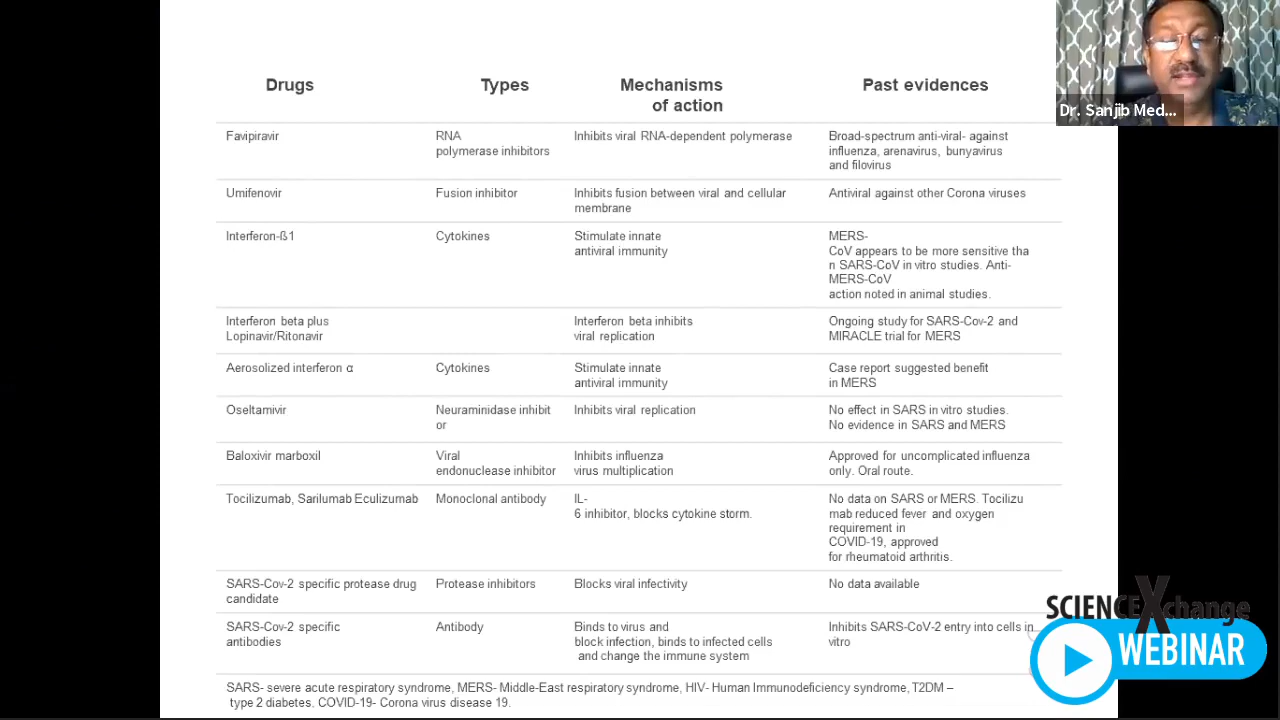 Drugs Types Mechanisms of action Past evidences
Favipiravir
RNA
polymerase inhibitors
Inhibits viral RNA-dependent polymerase
Broad-spectrum anti-viral- against
influenza, arenavirus, bunyavirus
and filovirus
Umifenovir
Fusion inhibitor
Inhibits fusion between viral and cellular
membrane
Antiviral against other Corona viruses
Interferon-ß1
Cytokines
Stimulate innate
antiviral immunity
MERS-
CoV appears to be more sensitive tha
n SARS-CoV in vitro studies. Anti-
MERS-CoV
action noted in animal studies.
Interferon beta plus
Lopinavir/Ritonavir
Interferon beta inhibits
viral replication
Ongoing study for SARS-Cov-2 and
MIRACLE trial for MERS
Aerosolized interferon α
Cytokines
Stimulate innate
antiviral immunity
Case report suggested benefit
in MERS
Oseltamivir
Neuraminidase inhibit
or
Inhibits viral replication
No effect in SARS in vitro studies.
No evidence in SARS and MERS
Baloxivir marboxil
Viral
endonuclease inhibitor
Inhibits influenza
virus multiplication
Approved for uncomplicated influenza
only. Oral route.
Tocilizumab, Sarilumab Eculizumab
Monoclonal antibody
IL-
6 inhibitor, blocks cytokine storm.
No data on SARS or MERS. Tocilizu
mab reduced fever and oxygen
requirement in
COVID-19, approved
for rheumatoid arthritis.
SARS-Cov-2 specific protease drug
candidate
Protease inhibitors
Blocks viral infectivity
No data available
SARS-Cov-2 specific
antibodies
Antibody
Binds to virus and
block infection, binds to infected cells
and change the immune system
Inhibits SARS-CoV-2 entry into cells in
vitro
SARS- severe acute respiratory syndrome, MERS- Middle-East respiratory syndrome, HIV- Human Immunodeficiency syndrome, T2DM –
type 2 diabetes. COVID-19- Corona virus disease 19.
Dr. Sanjib Med...
SCIENCEXchange
WEBINAR